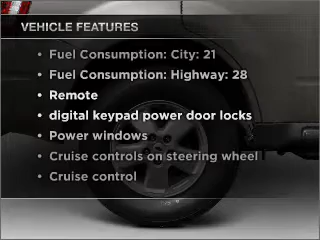 VEHICLE FEATURES
• Fuel Consumption: City: 21
• Fuel Consumption: Highway: 28
• Remote
• digital keypad power door locks
• Power windows
• Cruise controls on steering wheel
• Cruise control